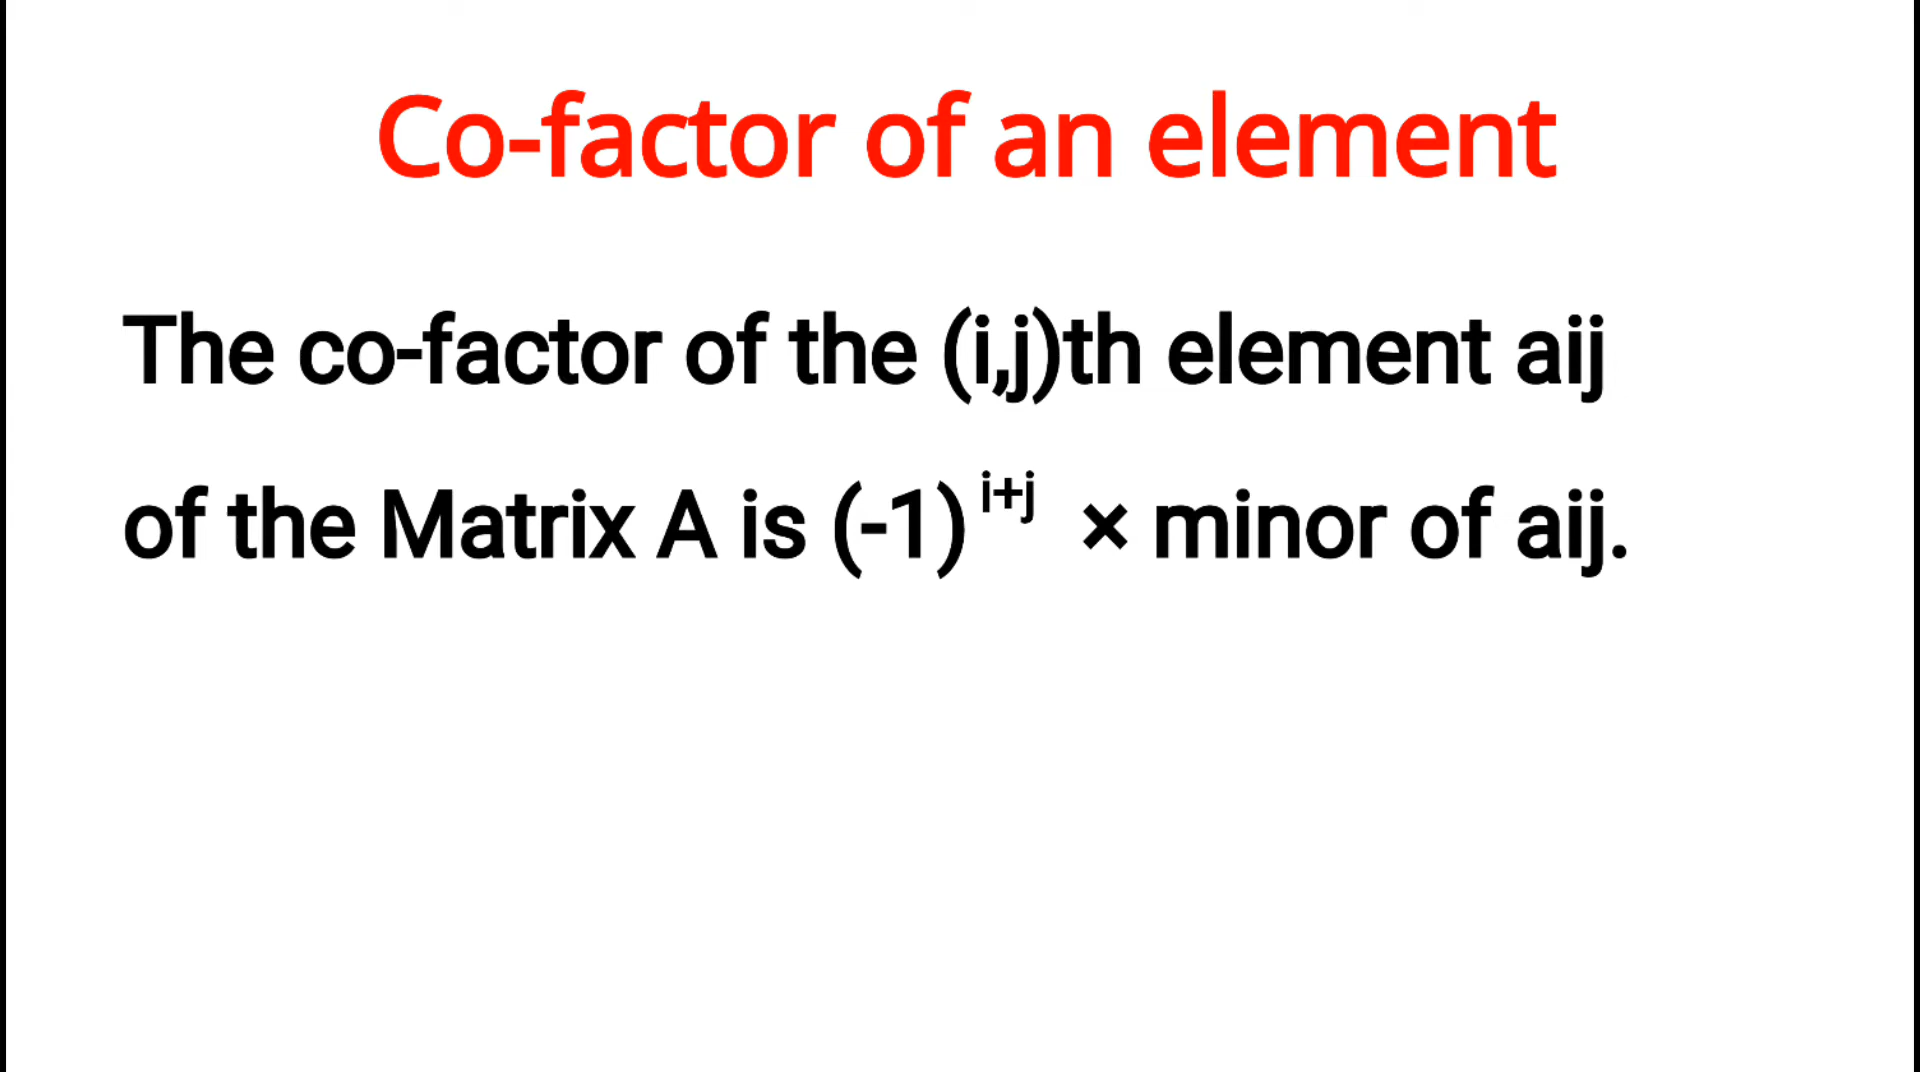 Co-factor of an element
The co-factor of the (i,j)th element aij
of the Matrix A is (-1)^i+j × minor of aij.